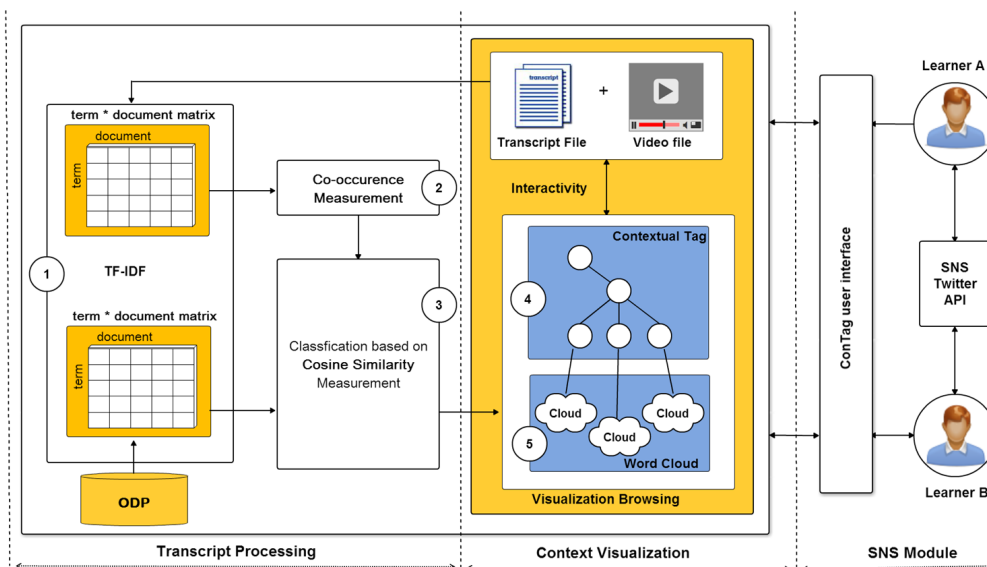 term * document matrix
document
term
1
TF-IDF
term * document matrix
document
term
ODP
Co-occurence
Measurement
2
3
Classfication based on
Cosine Similarity
Measurement
Transcript Processing
transcript
+
Transcript File
Video file
Interactivity
Contextual Tag
4
Cloud
Cloud
Cloud
5
Word Cloud
Visualization Browsing
Context Visualization
ConTag user interface
Learner A
SNS
Twitter
API
Learner B
SNS Module